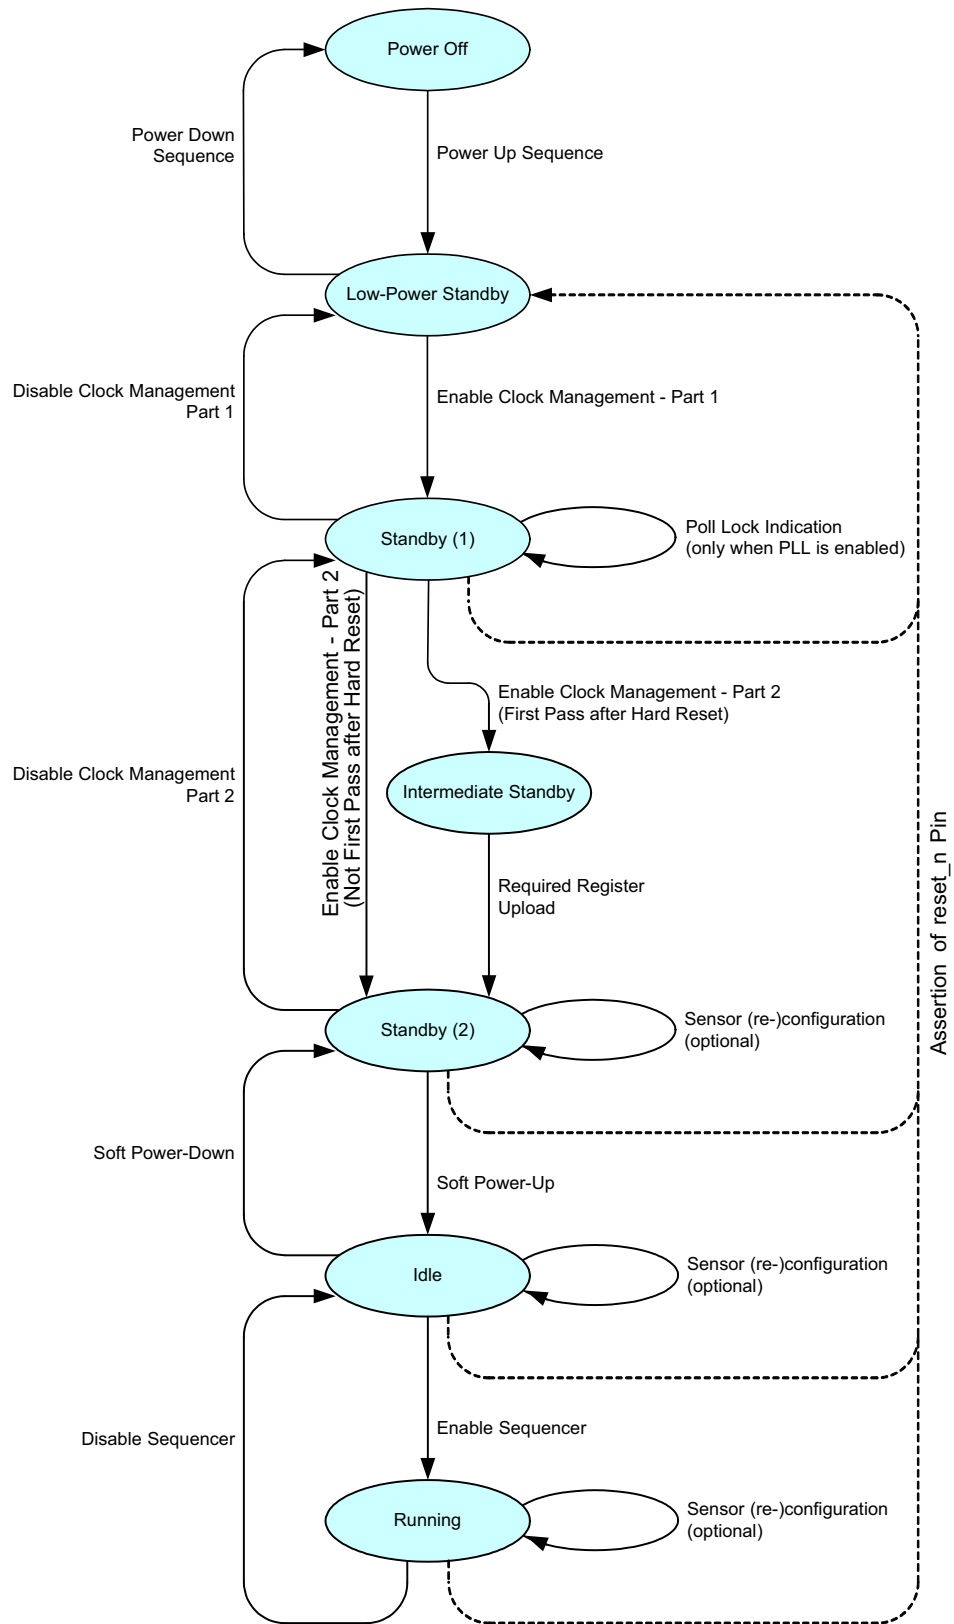 Power Off
Power Down
Sequence
Power Up Sequence
Low-Power Standby
Disable Clock Management
Part 1
Enable Clock Management - Part 1
Standby (1)
Poll Lock Indication
(only when PLL is enabled)
Enable Clock Management - Part 2
(Not First Pass after Hard Reset)
Enable Clock Management - Part 2
(First Pass after Hard Reset)
Disable Clock Management
Part 2
Intermediate Standby
Required Register
Upload
Assertion of reset_n Pin
Standby (2)
Sensor (re-)configuration
(optional)
Soft Power-Down
Soft Power-Up
Idle
Sensor (re-)configuration
(optional)
Disable Sequencer
Enable Sequencer
Running
Sensor (re-)configuration
(optional)